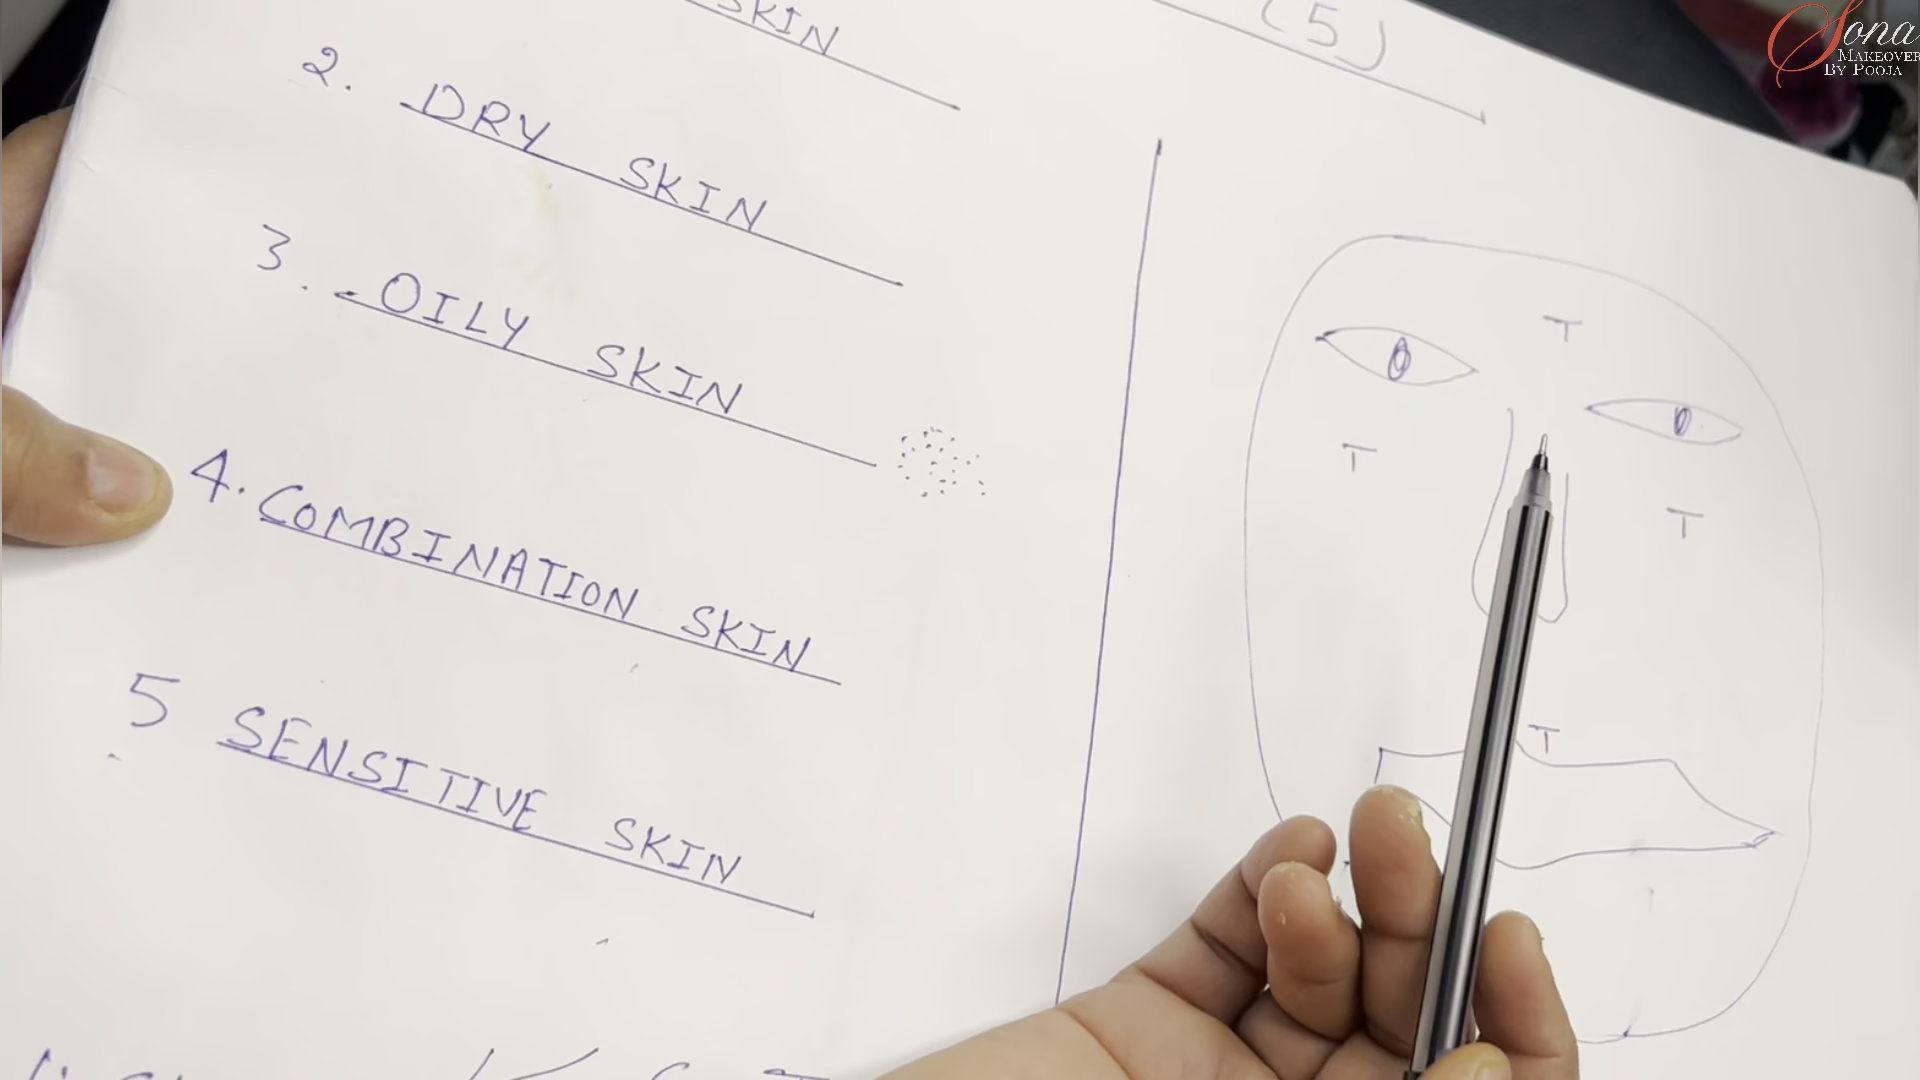 SKIN
(5)
2. DRY SKIN
3. OILY SKIN
4. COMBINATION SKIN
5 SENSITIVE SKIN
T
T
T
T
Sona
MAKEOVER
BY POOJA